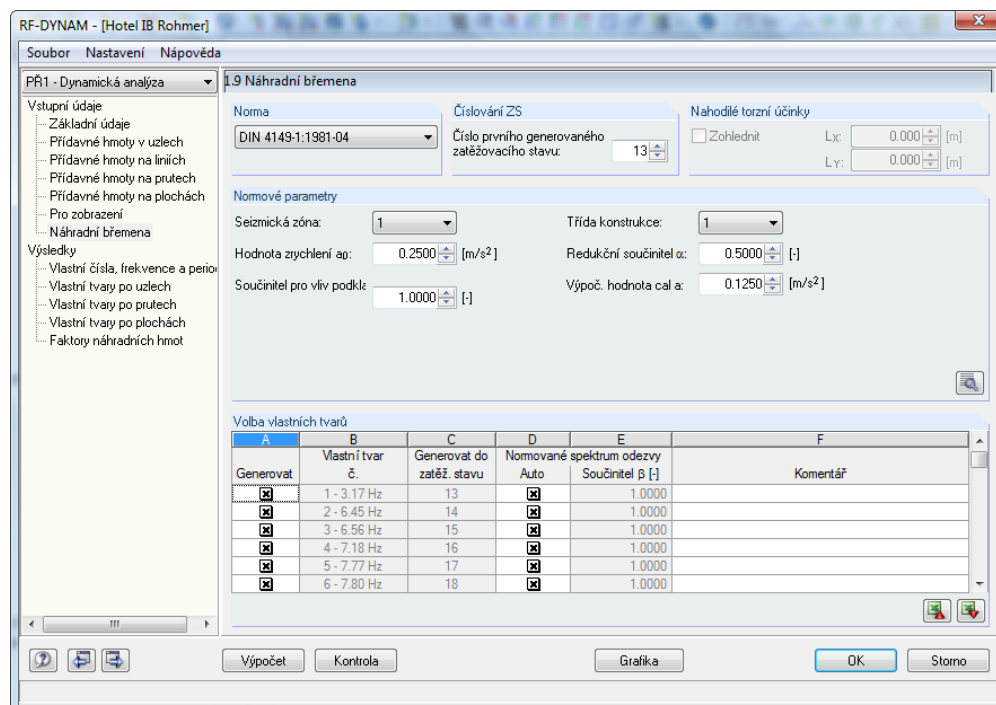 RF-DYNAM - [Hotel IB Rohmer]
Soubor Nastavení Nápověda
PŘ1 - Dynamická analýza
1.9 Náhradní břemena
Vstupní údaje
Základní údaje
Přídavné hmoty v uzlech
Přídavné hmoty na liniích
Přídavné hmoty na prutech
Přídavné hmoty na plochách
Pro zobrazení
Náhradní břemena
Výsledky
Vlastní čísla, frekvence a perio
Vlastní tvary po uzlech
Vlastní tvary po prutech
Vlastní tvary po plochách
Faktory náhradních hmot
Norma
DIN 4149-1:1981-04
Číslování ZS
Číslo prvního generovaného
zatěžovacího stavu: 13
Nahodilé torzní účinky
Zohlednit
Lx: 0.000 [m]
LY: 0.000 [m]
Normové parametry
Seizmická zóna: 1
Třída konstrukce: 1
Hodnota zrychlení a0: 0.2500 [m/s²]
Redukční součinitel α: 0.5000 [-]
Součinitel pro vliv podkla 1.0000 [-]
Výpoč. hodnota cal a: 0.1250 [m/s²]
Volba vlastních tvarů
A B C D E F
Vlastní tvar Generovat do Normované spektrum odezvy
Generovat č. zatěž. stavu Auto Součinitel β [-] Komentář
1 - 3.17 Hz 13 1.0000
2 - 6.45 Hz 14 1.0000
3 - 6.56 Hz 15 1.0000
4 - 7.18 Hz 16 1.0000
5 - 7.77 Hz 17 1.0000
6 - 7.80 Hz 18 1.0000
Výpočet Kontrola Grafika OK Storno